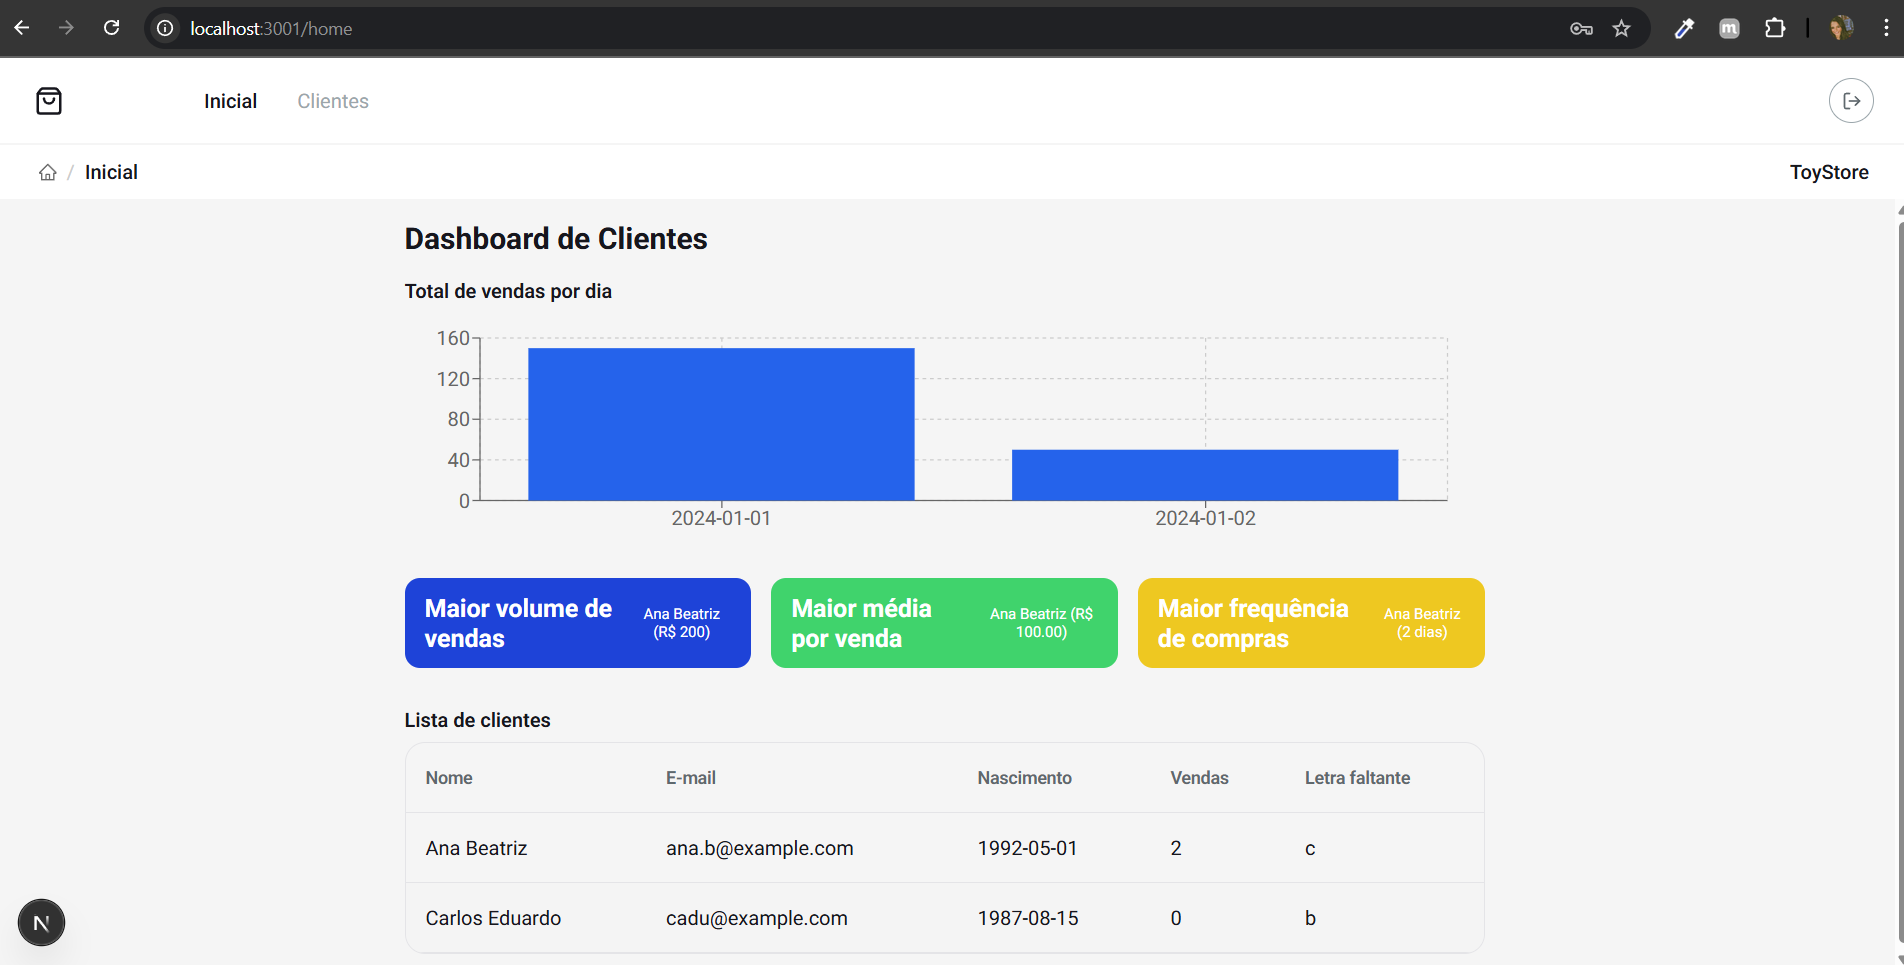 localhost:3001/home
m
Inicial Clientes
/ Inicial ToyStore
Dashboard de Clientes
Total de vendas por dia
160
120
80
40
0
2024-01-01 2024-01-02
Maior volume de vendas
Ana Beatriz
(R$ 200)
Maior média
por venda
Ana Beatriz (R$
100.00)
Maior frequência
de compras
Ana Beatriz
(2 dias)
Lista de clientes
Nome E-mail Nascimento Vendas Letra faltante
Ana Beatriz ana.b@example.com 1992-05-01 2 c
Carlos Eduardo cadu@example.com 1987-08-15 0 b
N